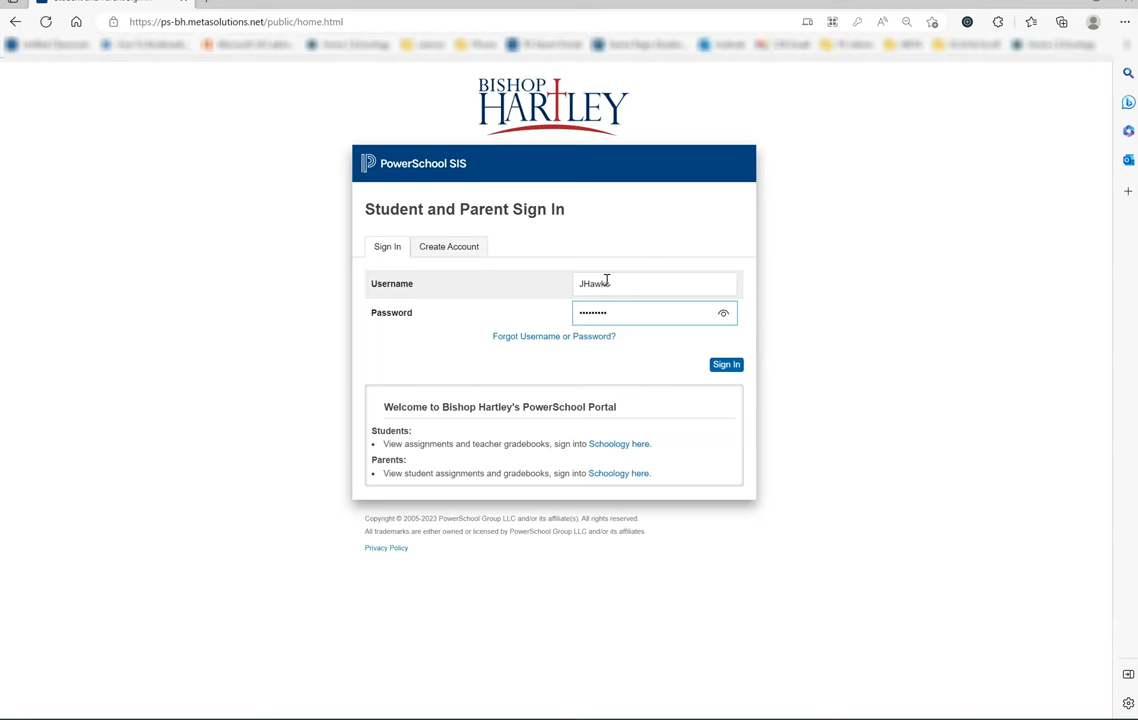 https://ps-bh.metasolutions.net/public/home.html
BISHOP
HARTLEY
PowerSchool SIS
Student and Parent Sign In
Sign In
Create Account
Username
JHawks
Password
•••••••••
Forgot Username or Password?
Sign In
Welcome to Bishop Hartley's PowerSchool Portal
Students:
• View assignments and teacher gradebooks, sign into Schoology here.
Parents:
• View student assignments and gradebooks, sign into Schoology here.
Copyright © 2005-2023 PowerSchool Group LLC and/or its affiliate(s). All rights reserved.
All trademarks are either owned or licensed by PowerSchool Group LLC and/or its affiliates.
Privacy Policy